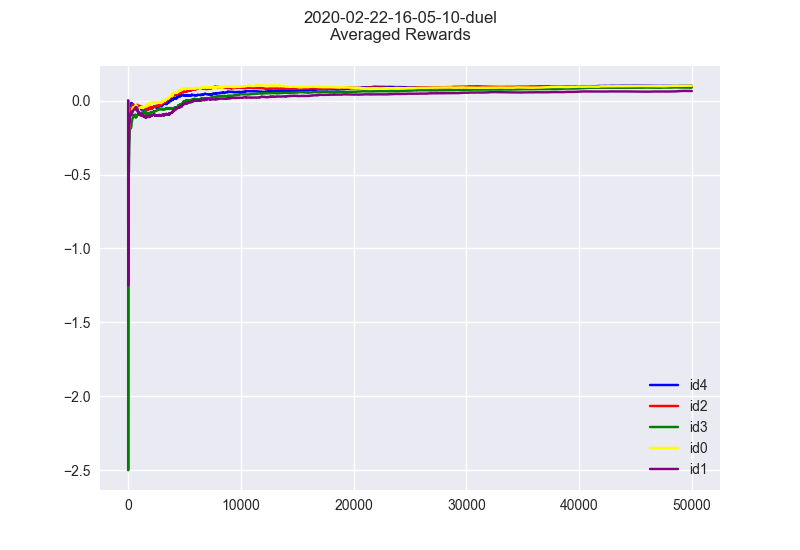 2020-02-22-16-05-10-duel
Averaged Rewards
0.0
−0.5
−1.0
−1.5
−2.0
−2.5
0
10000
20000
30000
40000
50000
id4
id2
id3
id0
id1